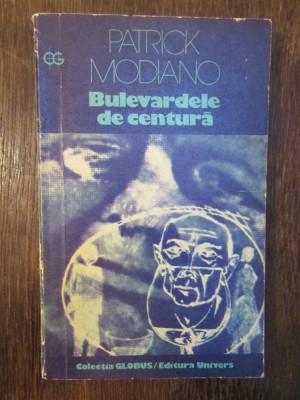 CG
PATRICK
MODIANO
Bulevardele
de centură
Colecția GLOBUS/Editura Univers